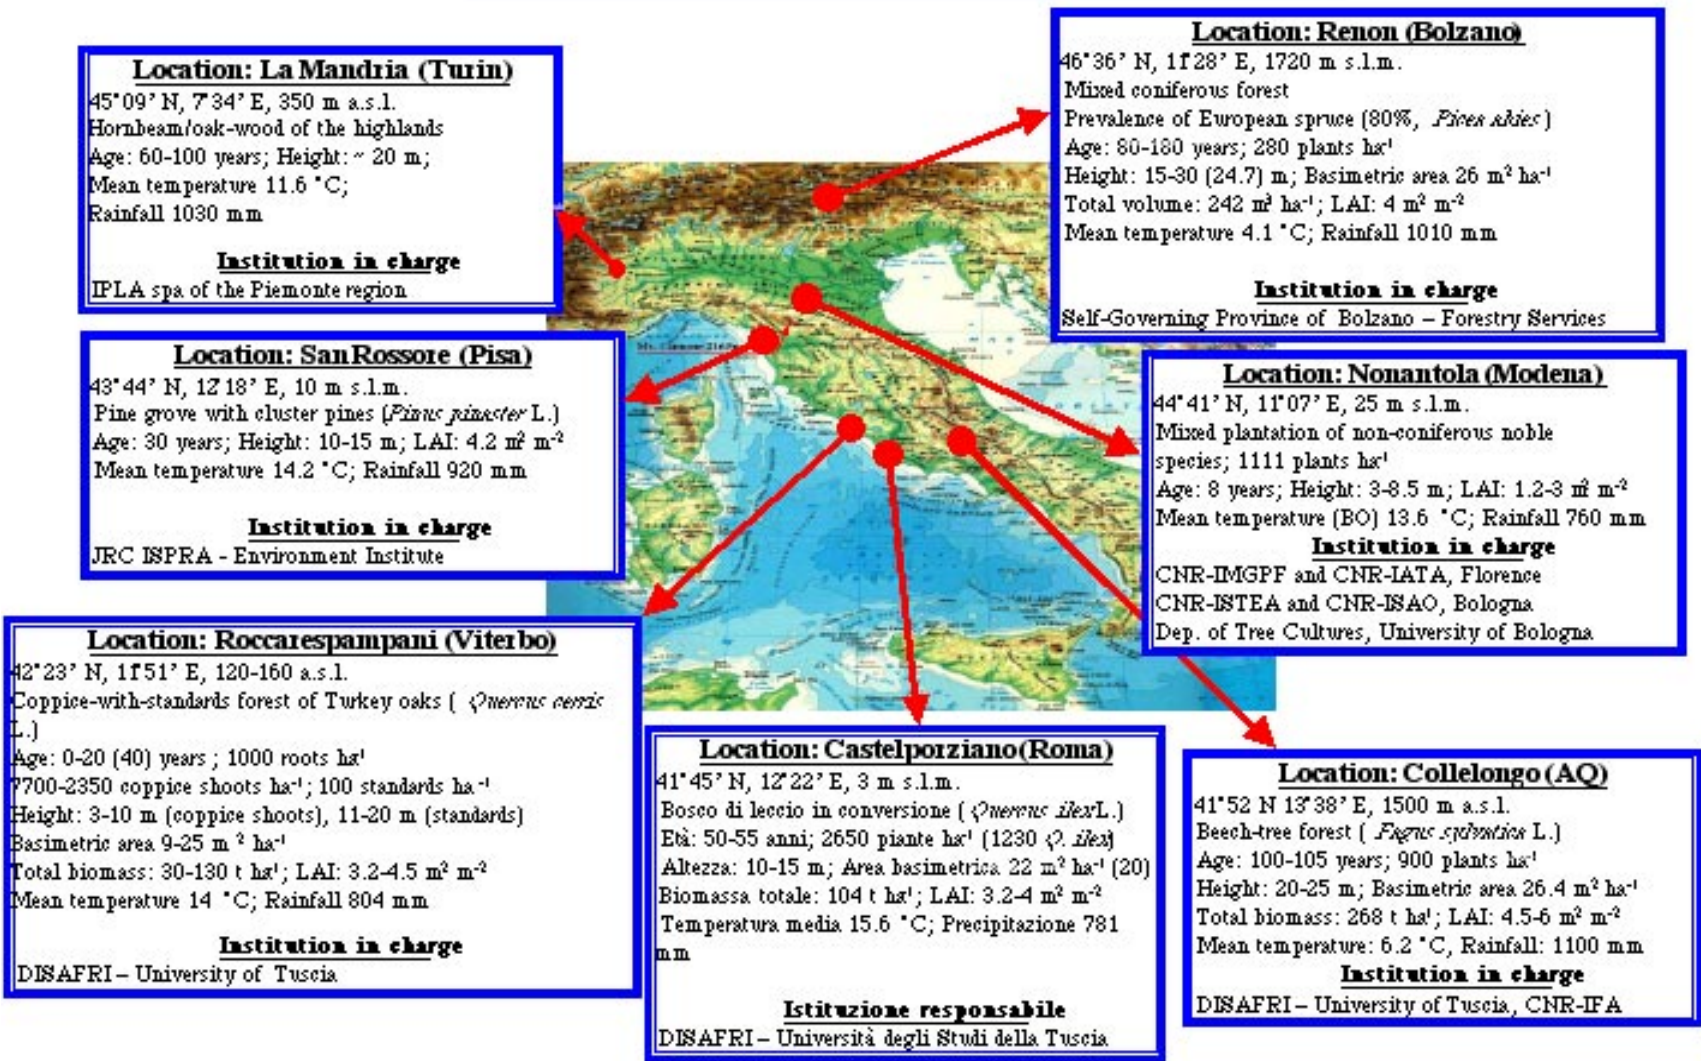 Location: La Mandria (Turin)
45°09' N, 7°34' E, 350 m a.s.l.
Hornbeam/oak-wood of the highlands
Age: 60-100 years; Height: ~ 20 m;
Mean temperature 11.6 °C;
Rainfall 1030 mm
Institution in charge
IPLA spa of the Piemonte region
Location: Renon (Bolzano)
46°36' N, 11°28' E, 1720 m s.l.m.
Mixed coniferous forest
Prevalence of European spruce (80%, Picea abies)
Age: 80-180 years; 280 plants ha⁻¹
Height: 15-30 (24.7) m; Basimetric area 26 m² ha⁻¹
Total volume: 242 m³ ha⁻¹; LAI: 4 m² m⁻²
Mean temperature 4.1 °C; Rainfall 1010 mm
Institution in charge
Self-Governing Province of Bolzano – Forestry Services
Location: San Rossore (Pisa)
43°44' N, 12°18' E, 10 m s.l.m.
Pine grove with cluster pines (Pinus pinaster L.)
Age: 30 years; Height: 10-15 m; LAI: 4.2 m² m⁻²
Mean temperature 14.2 °C; Rainfall 920 mm
Institution in charge
JRC ISPRA - Environment Institute
Location: Nonantola (Modena)
44°41' N, 11°07' E, 25 m s.l.m.
Mixed plantation of non-coniferous noble
species; 1111 plants ha⁻¹
Age: 8 years; Height: 3-8.5 m; LAI: 1.2-3 m² m⁻²
Mean temperature (BO) 13.6 °C; Rainfall 760 mm
Institution in charge
CNR-IMGPF and CNR-IATA, Florence
CNR-ISTEA and CNR-ISAO, Bologna
Dep. of Tree Cultures, University of Bologna
Location: Roccarespampani (Viterbo)
42°23' N, 11°51' E, 120-160 a.s.l.
Coppice-with-standards forest of Turkey oaks ( Quercus cerris
L.)
Age: 0-20 (40) years ; 1000 roots ha⁻¹
7700-2350 coppice shoots ha⁻¹; 100 standards ha⁻¹
Height: 3-10 m (coppice shoots), 11-20 m (standards)
Basimetric area 9-25 m ² ha⁻¹
Total biomass: 30-130 t ha⁻¹; LAI: 3.2-4.5 m² m⁻²
Mean temperature 14 °C; Rainfall 804 mm
Institution in charge
DISAFRI – University of Tuscia
Location: Castelporziano (Roma)
41°45' N, 12°22' E, 3 m s.l.m.
Bosco di leccio in conversione ( Quercus ilex L.)
Età: 50-55 anni; 2650 piante ha⁻¹ (1230 Q. ilex)
Altezza: 10-15 m; Area basimetrica 22 m² ha⁻¹ (20)
Biomassa totale: 104 t ha⁻¹; LAI: 3.2-4 m² m⁻²
Temperatura media 15.6 °C; Precipitazione 781
mm
Istituzione responsabile
DISAFRI – Università degli Studi della Tuscia
Location: Collelongo (AQ)
41°52 N 13°38' E, 1500 m a.s.l.
Beech-tree forest ( Fagus sylvatica L.)
Age: 100-105 years; 900 plants ha⁻¹
Height: 20-25 m; Basimetric area 26.4 m² ha⁻¹
Total biomass: 268 t ha⁻¹; LAI: 4.5-6 m² m⁻²
Mean temperature: 6.2 °C, Rainfall: 1100 mm
Institution in charge
DISAFRI – University of Tuscia, CNR-IFA